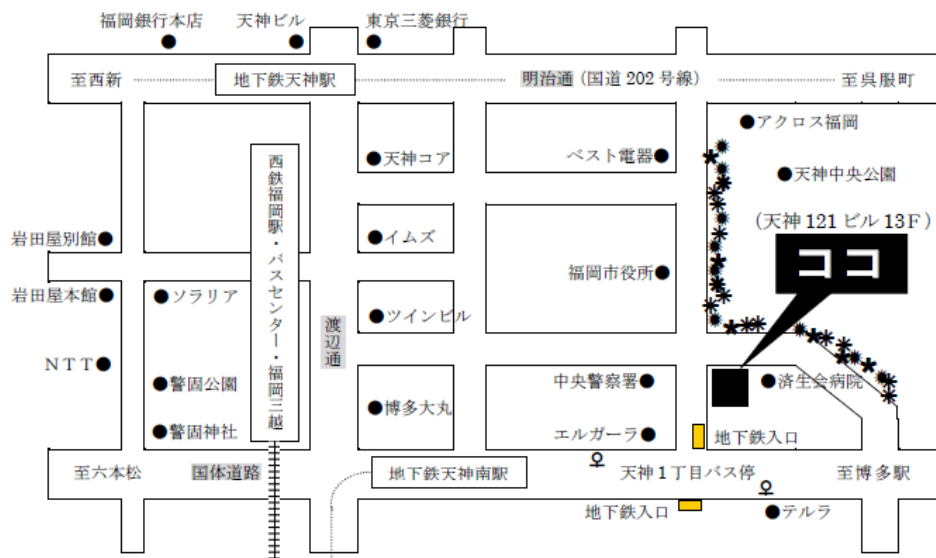 福岡銀行本店
天神ビル
東京三菱銀行
至西新
地下鉄天神駅
明治通(国道202号線)
至呉服町
アクロス福岡
天神コア
ベスト電器
天神中央公園
西鉄福岡駅・バスセンター・福岡三越
(天神121ビル13F)
岩田屋別館
イムズ
ココ
福岡市役所
岩田屋本館
ソラリア
ツインビル
渡辺通
NTT
警固公園
中央警察署
済生会病院
博多大丸
警固神社
エルガーラ
地下鉄入口
至六本松
国体道路
地下鉄天神南駅
天神1丁目バス停
至博多駅
地下鉄入口
テルラ